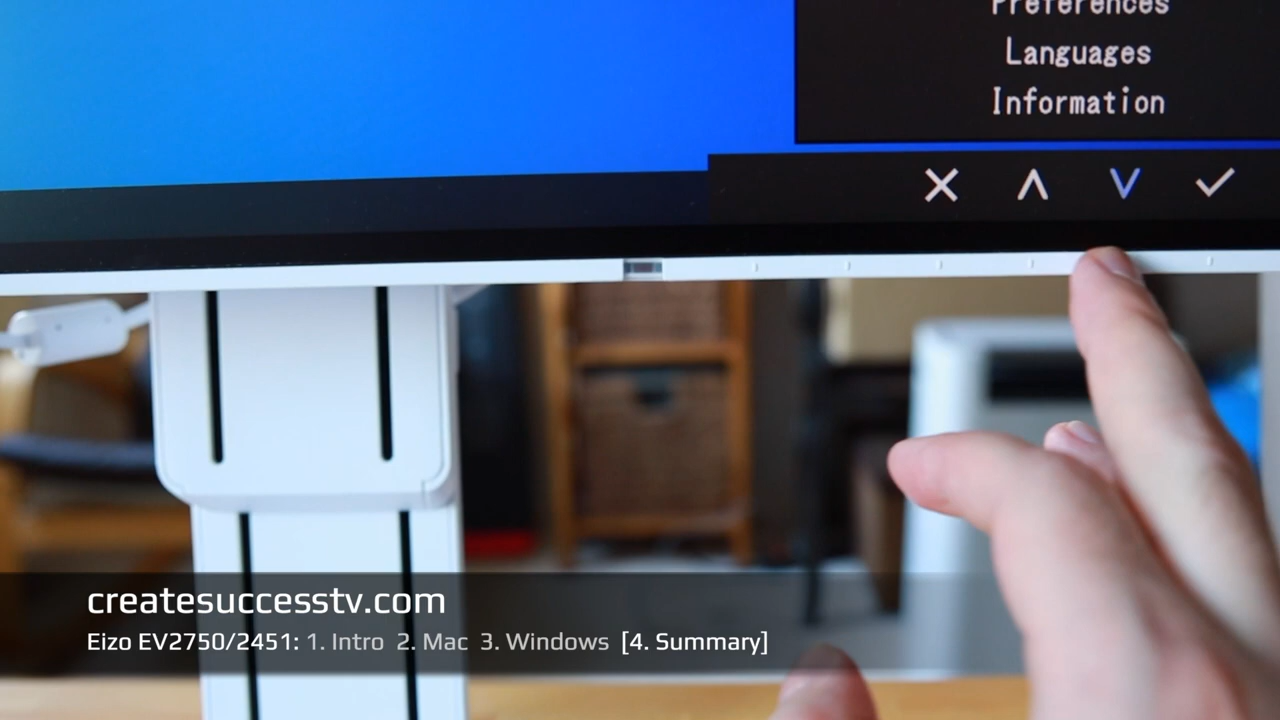 Preferences
Languages
Information
createsuccesstv.com
Eizo EV2750/2451: 1. Intro 2. Mac 3. Windows [4. Summary]